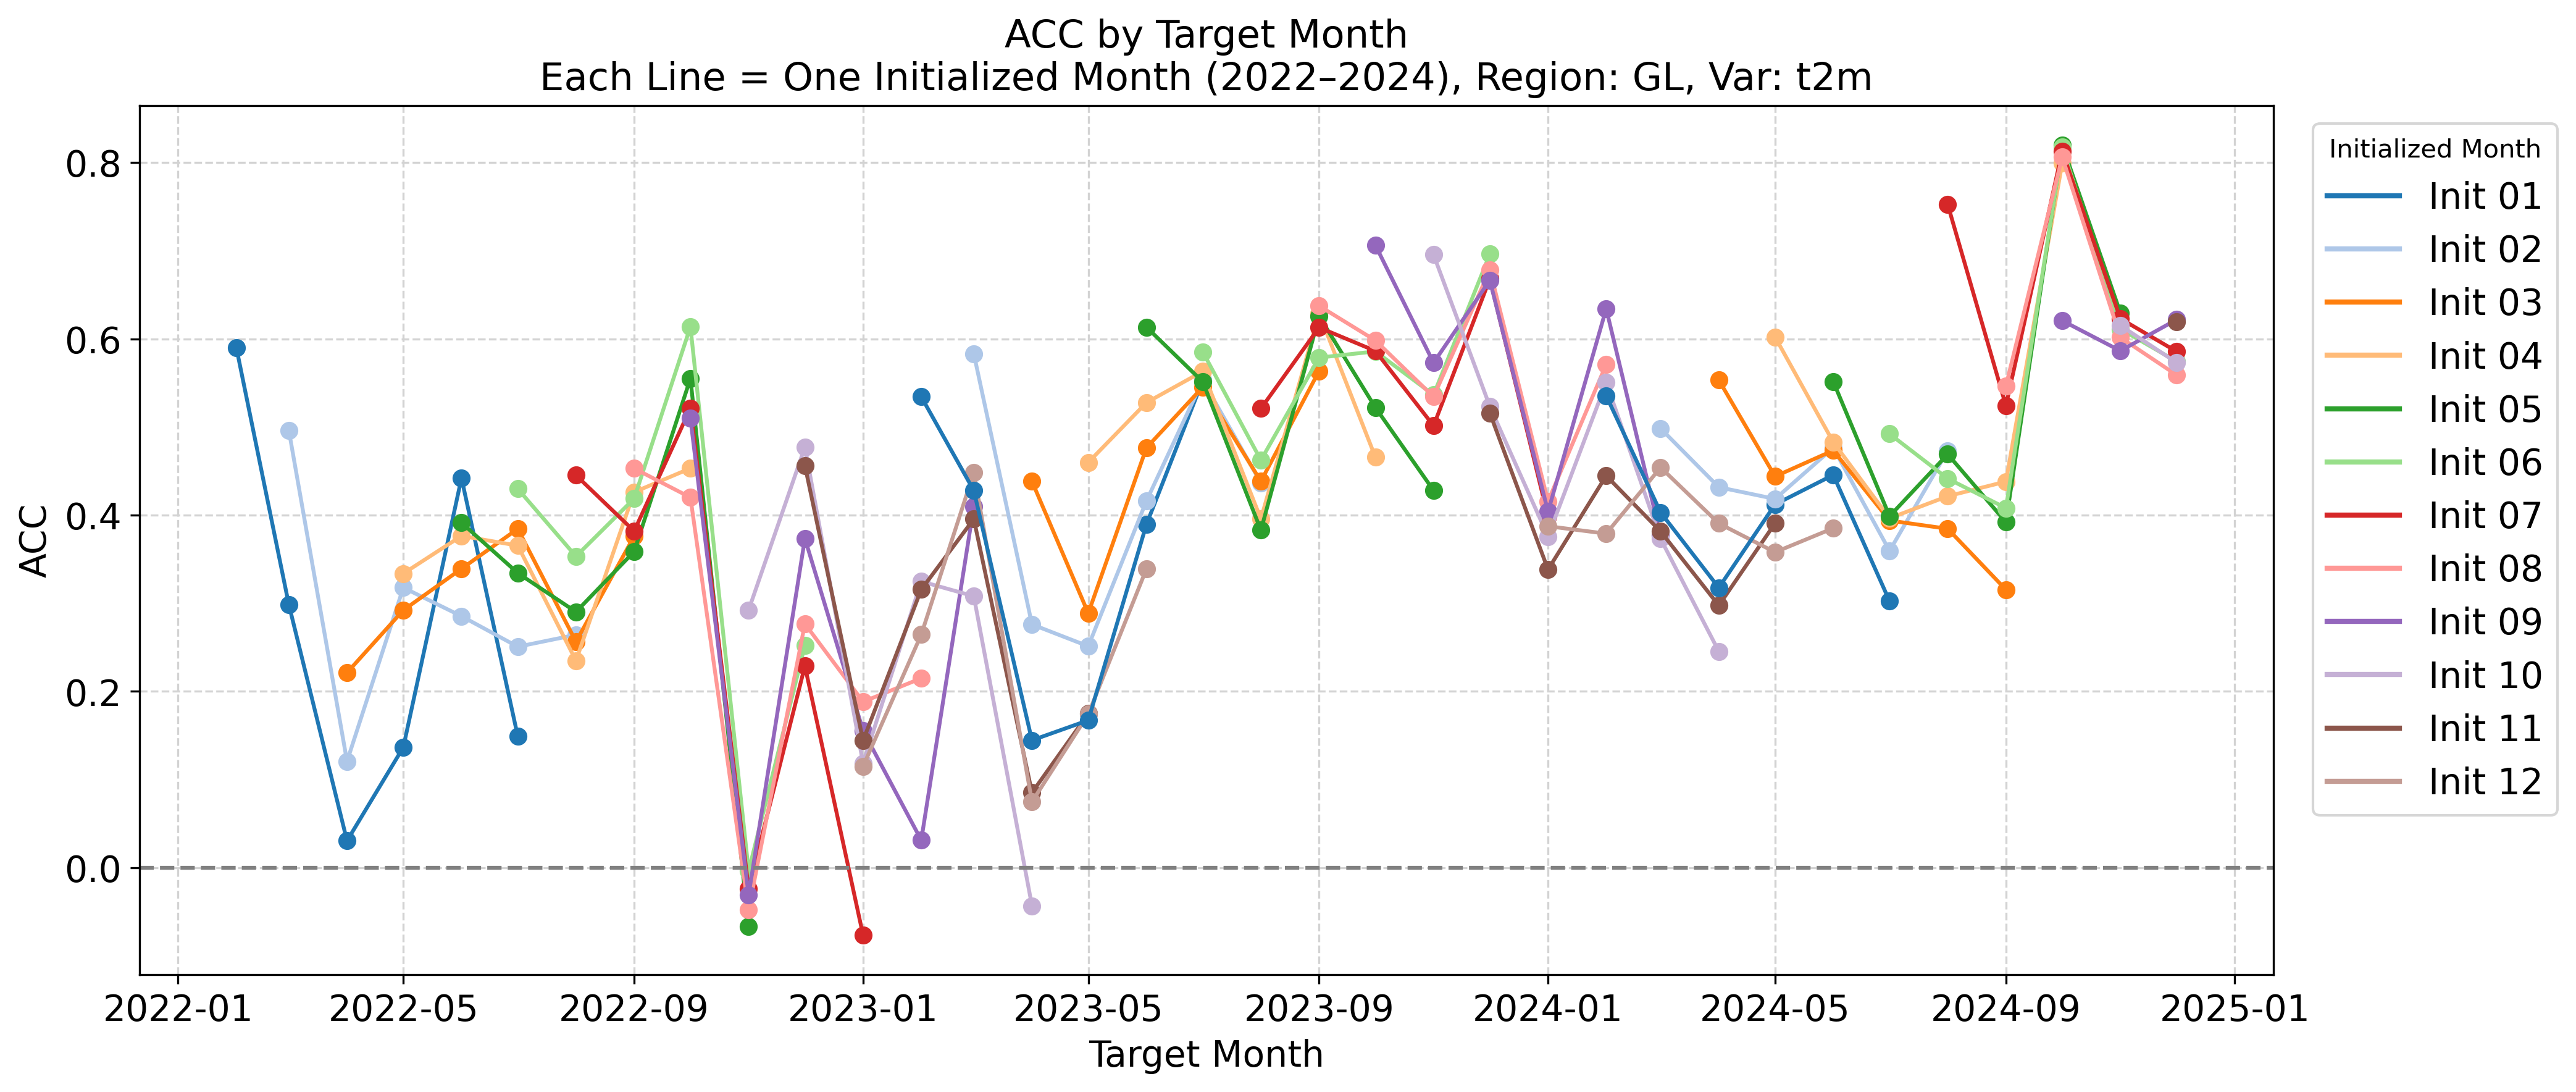 ACC by Target Month
Each Line = One Initialized Month (2022–2024), Region: GL, Var: t2m
ACC
0.8
0.6
0.4
0.2
0.0
2022-01 2022-05 2022-09 2023-01 2023-05 2023-09 2024-01 2024-05 2024-09 2025-01
Target Month
Initialized Month
Init 01
Init 02
Init 03
Init 04
Init 05
Init 06
Init 07
Init 08
Init 09
Init 10
Init 11
Init 12